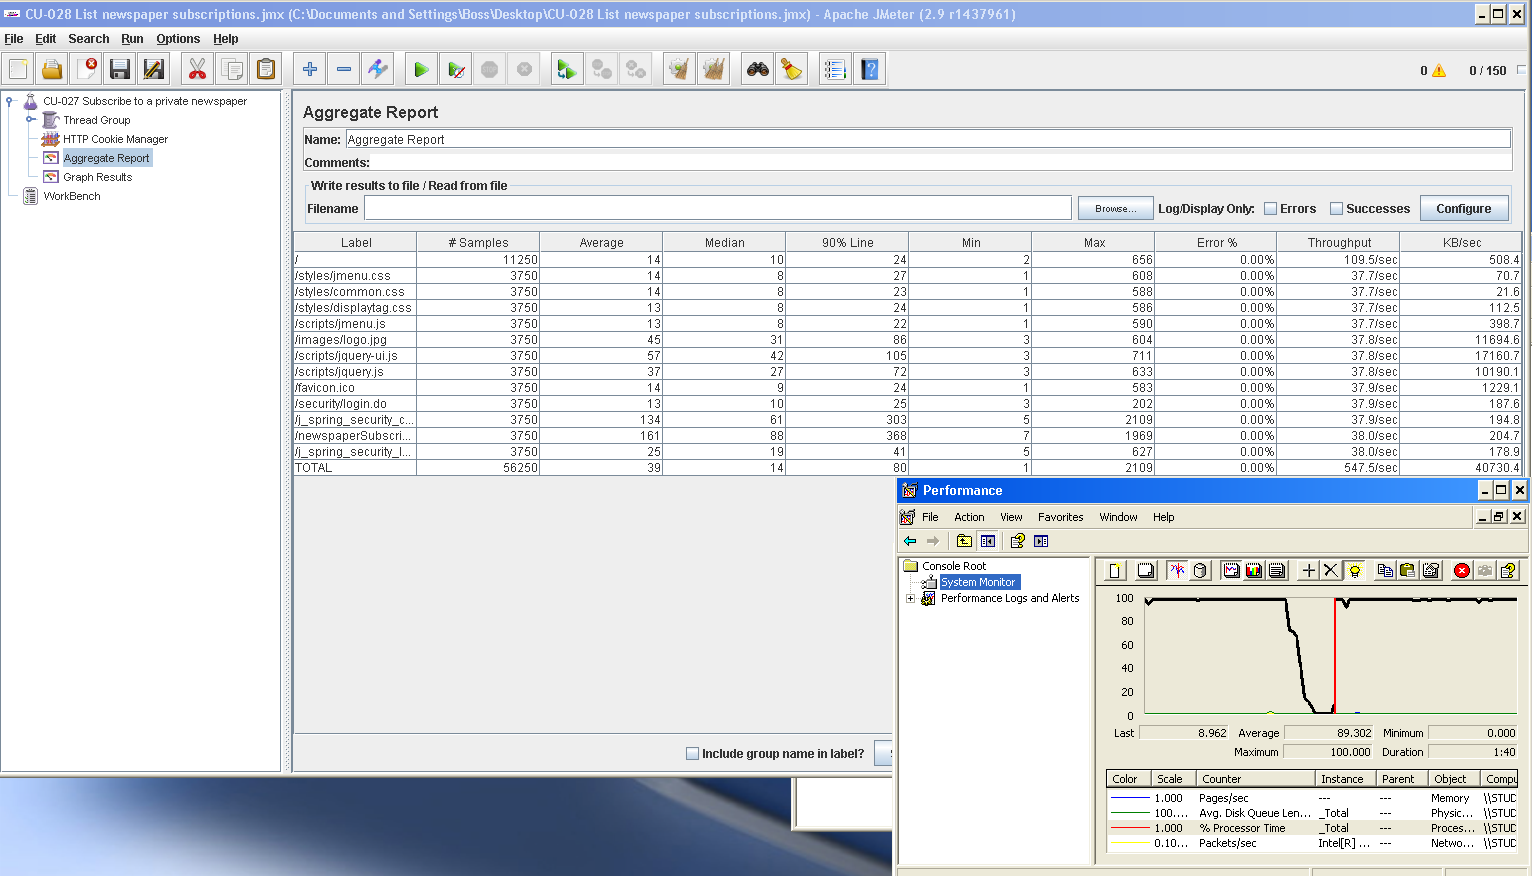 CU-028 List newspaper subscriptions.jmx (C:\Documents and Settings\Boss\Desktop\CU-028 List newspaper subscriptions.jmx) - Apache JMeter (2.9 r1437961)
File Edit Search Run Options Help
0 0 / 150
CU-027 Subscribe to a private newspaper
Thread Group
HTTP Cookie Manager
Aggregate Report
Graph Results
WorkBench
Aggregate Report
Name: Aggregate Report
Comments:
Write results to file / Read from file
Filename Browse... Log/Display Only: Errors Successes Configure
Label # Samples Average Median 90% Line Min Max Error % Throughput KB/sec
/ 11250 14 10 24 2 656 0.00% 109.5/sec 508.4
/styles/jmenu.css 3750 14 8 27 1 608 0.00% 37.7/sec 70.7
/styles/common.css 3750 14 8 23 1 588 0.00% 37.7/sec 21.6
/styles/displaytag.css 3750 13 8 24 1 586 0.00% 37.7/sec 112.5
/scripts/jmenu.js 3750 13 8 22 1 590 0.00% 37.7/sec 398.7
/images/logo.jpg 3750 45 31 86 3 604 0.00% 37.8/sec 11694.6
/scripts/jquery-ui.js 3750 57 42 105 3 711 0.00% 37.8/sec 17160.7
/scripts/jquery.js 3750 37 27 72 3 633 0.00% 37.8/sec 10190.1
/favicon.ico 3750 14 9 24 1 583 0.00% 37.9/sec 1229.1
/security/login.do 3750 13 10 25 3 202 0.00% 37.9/sec 187.6
/j_spring_security_c... 3750 134 61 303 5 2109 0.00% 37.9/sec 194.8
/newspaperSubscri... 3750 161 88 368 7 1969 0.00% 38.0/sec 204.7
/j_spring_security_l... 3750 25 19 41 5 627 0.00% 38.0/sec 178.9
TOTAL 56250 39 14 80 1 2109 0.00% 547.5/sec 40730.4
Include group name in label?
Performance
File Action View Favorites Window Help
Console Root
System Monitor
Performance Logs and Alerts
100
80
60
40
20
0
Last 8.962 Average 89.302 Minimum 0.000
Maximum 100.000 Duration 1:40
Color Scale Counter Instance Parent Object Compu
1.000 Pages/sec --- --- Memory \\STUD
100.... Avg. Disk Queue Len... _Total --- Physic... \\STUD
1.000 % Processor Time _Total --- Proces... \\STUD
0.10... Packets/sec Intel[R] ... --- Netwo... \\STUD